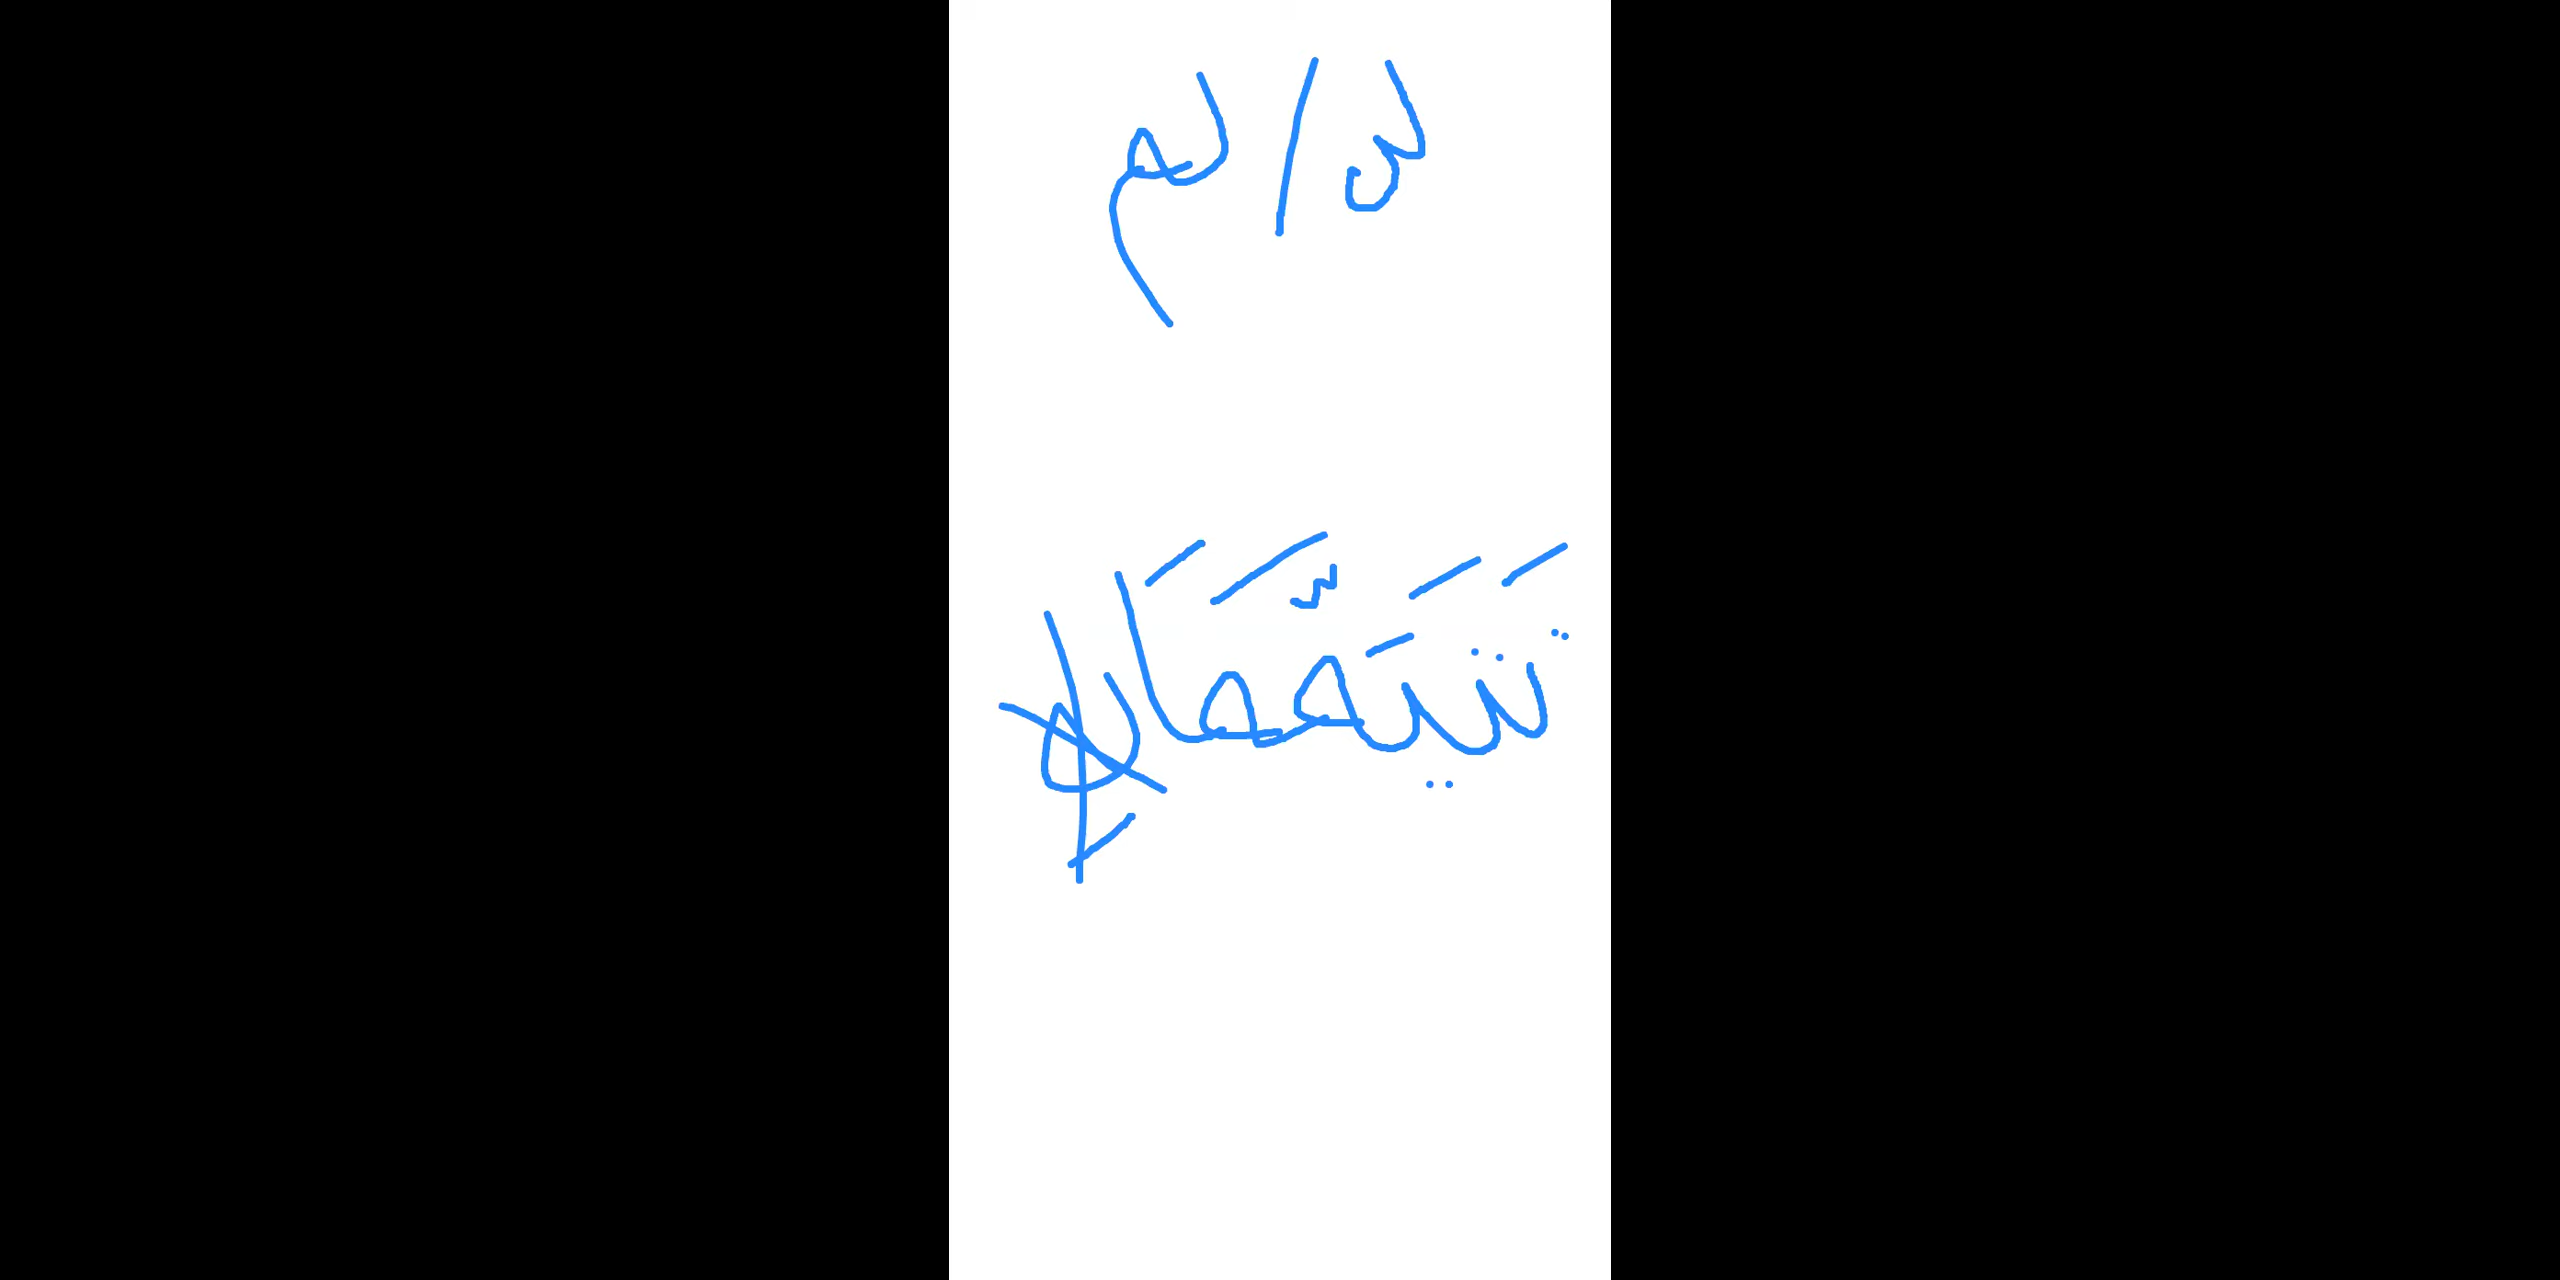 لن / لم
تَتَيَمَّمَا